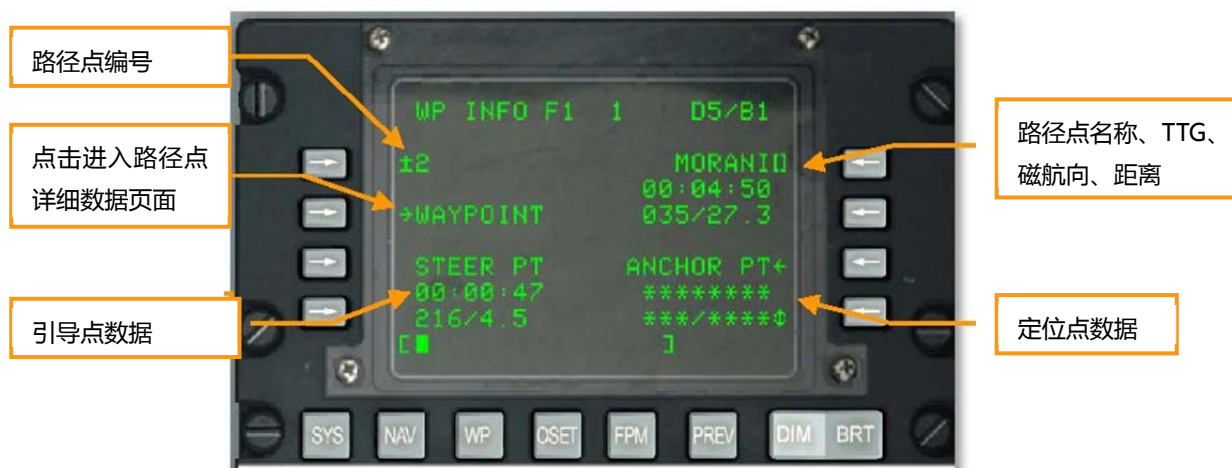 路径点编号
点击进入路径点
详细数据页面
引导点数据
WP INFO F1 1 D5/B1
±2 MORANI[]
00:04:50
→WAYPOINT 035/27.3
STEER PT ANCHOR PT←
00:00:47 ********
216/4.5 ***/****↕
[█ ]
SYS NAV WP OSET FPM PREV DIM BRT
路径点名称、TTG、
磁航向、距离
定位点数据